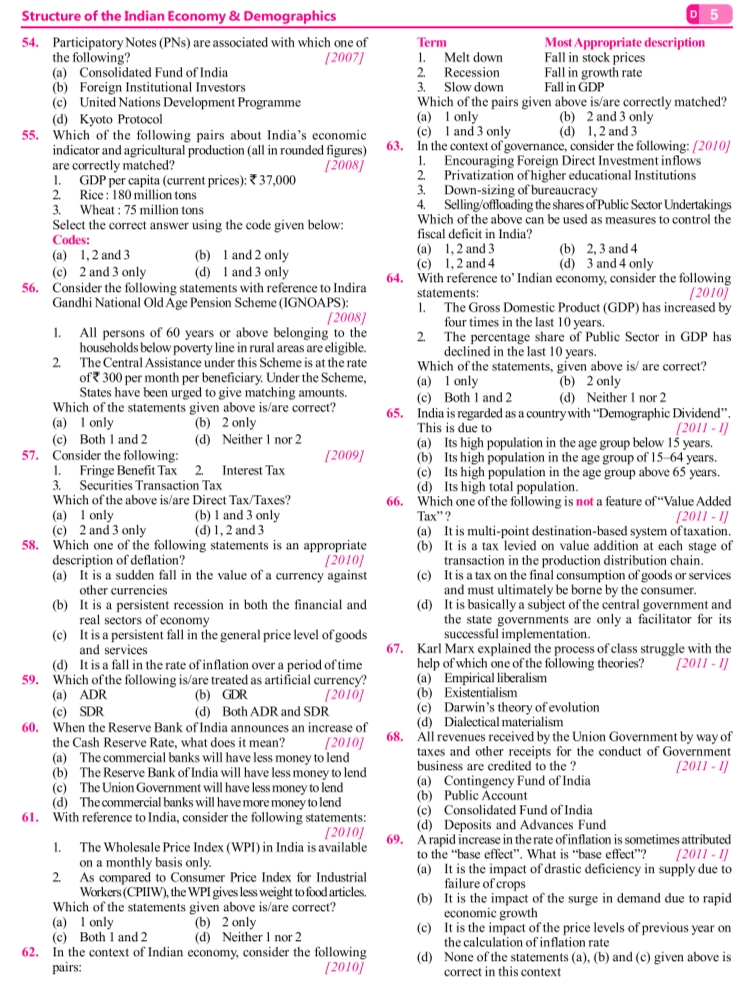 Structure of the Indian Economy & Demographics
D 5
54. Participatory Notes (PNs) are associated with which one of
the following? [2007]
(a) Consolidated Fund of India
(b) Foreign Institutional Investors
(c) United Nations Development Programme
(d) Kyoto Protocol
55. Which of the following pairs about India's economic
indicator and agricultural production (all in rounded figures)
are correctly matched? [2008]
1. GDP per capita (current prices): ₹ 37,000
2. Rice : 180 million tons
3. Wheat : 75 million tons
Select the correct answer using the code given below:
Codes:
(a) 1, 2 and 3 (b) 1 and 2 only
(c) 2 and 3 only (d) 1 and 3 only
56. Consider the following statements with reference to Indira
Gandhi National Old Age Pension Scheme (IGNOAPS):
[2008]
1. All persons of 60 years or above belonging to the
households below poverty line in rural areas are eligible.
2. The Central Assistance under this Scheme is at the rate
of ₹ 300 per month per beneficiary. Under the Scheme,
States have been urged to give matching amounts.
Which of the statements given above is/are correct?
(a) 1 only (b) 2 only
(c) Both 1 and 2 (d) Neither 1 nor 2
57. Consider the following: [2009]
1. Fringe Benefit Tax 2. Interest Tax
3. Securities Transaction Tax
Which of the above is/are Direct Tax/Taxes?
(a) 1 only (b) 1 and 3 only
(c) 2 and 3 only (d) 1, 2 and 3
58. Which one of the following statements is an appropriate
description of deflation? [2010]
(a) It is a sudden fall in the value of a currency against
other currencies
(b) It is a persistent recession in both the financial and
real sectors of economy
(c) It is a persistent fall in the general price level of goods
and services
(d) It is a fall in the rate of inflation over a period of time
59. Which of the following is/are treated as artificial currency?
(a) ADR (b) GDR [2010]
(c) SDR (d) Both ADR and SDR
60. When the Reserve Bank of India announces an increase of
the Cash Reserve Rate, what does it mean? [2010]
(a) The commercial banks will have less money to lend
(b) The Reserve Bank of India will have less money to lend
(c) The Union Government will have less money to lend
(d) The commercial banks will have more money to lend
61. With reference to India, consider the following statements:
[2010]
1. The Wholesale Price Index (WPI) in India is available
on a monthly basis only.
2. As compared to Consumer Price Index for Industrial
Workers (CPIIW), the WPI gives less weight to food articles.
Which of the statements given above is/are correct?
(a) 1 only (b) 2 only
(c) Both 1 and 2 (d) Neither 1 nor 2
62. In the context of Indian economy, consider the following
pairs: [2010]
Term Most Appropriate description
1. Melt down Fall in stock prices
2. Recession Fall in growth rate
3. Slow down Fall in GDP
Which of the pairs given above is/are correctly matched?
(a) 1 only (b) 2 and 3 only
(c) 1 and 3 only (d) 1, 2 and 3
63. In the context of governance, consider the following: [2010]
1. Encouraging Foreign Direct Investment inflows
2. Privatization of higher educational Institutions
3. Down-sizing of bureaucracy
4. Selling/offloading the shares of Public Sector Undertakings
Which of the above can be used as measures to control the
fiscal deficit in India?
(a) 1, 2 and 3 (b) 2, 3 and 4
(c) 1, 2 and 4 (d) 3 and 4 only
64. With reference to' Indian economy, consider the following
statements: [2010]
1. The Gross Domestic Product (GDP) has increased by
four times in the last 10 years.
2. The percentage share of Public Sector in GDP has
declined in the last 10 years.
Which of the statements, given above is/ are correct?
(a) 1 only (b) 2 only
(c) Both 1 and 2 (d) Neither 1 nor 2
65. India is regarded as a country with "Demographic Dividend".
This is due to [2011 - I]
(a) Its high population in the age group below 15 years.
(b) Its high population in the age group of 15–64 years.
(c) Its high population in the age group above 65 years.
(d) Its high total population.
66. Which one of the following is not a feature of "Value Added
Tax"? [2011 - I]
(a) It is multi-point destination-based system of taxation.
(b) It is a tax levied on value addition at each stage of
transaction in the production distribution chain.
(c) It is a tax on the final consumption of goods or services
and must ultimately be borne by the consumer.
(d) It is basically a subject of the central government and
the state governments are only a facilitator for its
successful implementation.
67. Karl Marx explained the process of class struggle with the
help of which one of the following theories? [2011 - I]
(a) Empirical liberalism
(b) Existentialism
(c) Darwin's theory of evolution
(d) Dialectical materialism
68. All revenues received by the Union Government by way of
taxes and other receipts for the conduct of Government
business are credited to the ? [2011 - I]
(a) Contingency Fund of India
(b) Public Account
(c) Consolidated Fund of India
(d) Deposits and Advances Fund
69. A rapid increase in the rate of inflation is sometimes attributed
to the "base effect". What is "base effect"? [2011 - I]
(a) It is the impact of drastic deficiency in supply due to
failure of crops
(b) It is the impact of the surge in demand due to rapid
economic growth
(c) It is the impact of the price levels of previous year on
the calculation of inflation rate
(d) None of the statements (a), (b) and (c) given above is
correct in this context